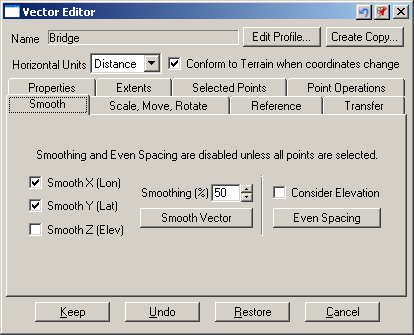 Vector Editor
Name Bridge Edit Profile... Create Copy...
Horizontal Units Distance Conform to Terrain when coordinates change
Properties Extents Selected Points Point Operations
Smooth Scale, Move, Rotate Reference Transfer
Smoothing and Even Spacing are disabled unless all points are selected.
Smooth X (Lon) Smoothing (%) 50 Consider Elevation
Smooth Y (Lat) Smooth Vector Even Spacing
Smooth Z (Elev)
Keep Undo Restore Cancel